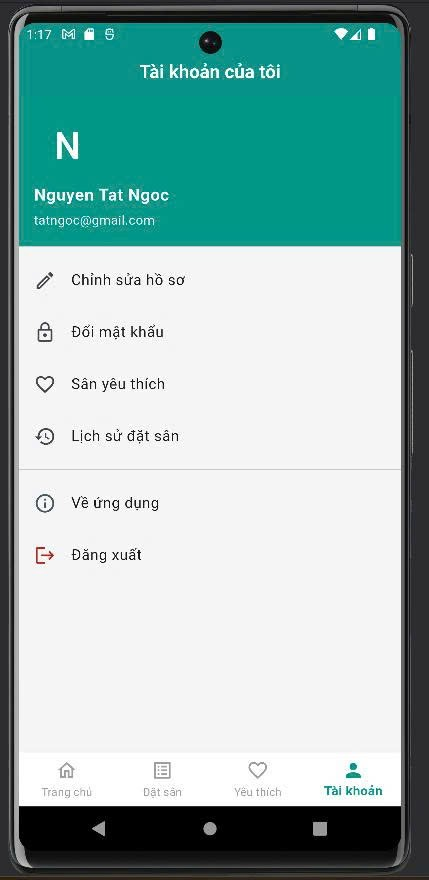 1:17
Tài khoản của tôi
N
Nguyen Tat Ngoc
tatngoc@gmail.com
Chỉnh sửa hồ sơ
Đổi mật khẩu
Sân yêu thích
Lịch sử đặt sân
Về ứng dụng
Đăng xuất
Trang chủ
Đặt sân
Yêu thích
Tài khoản